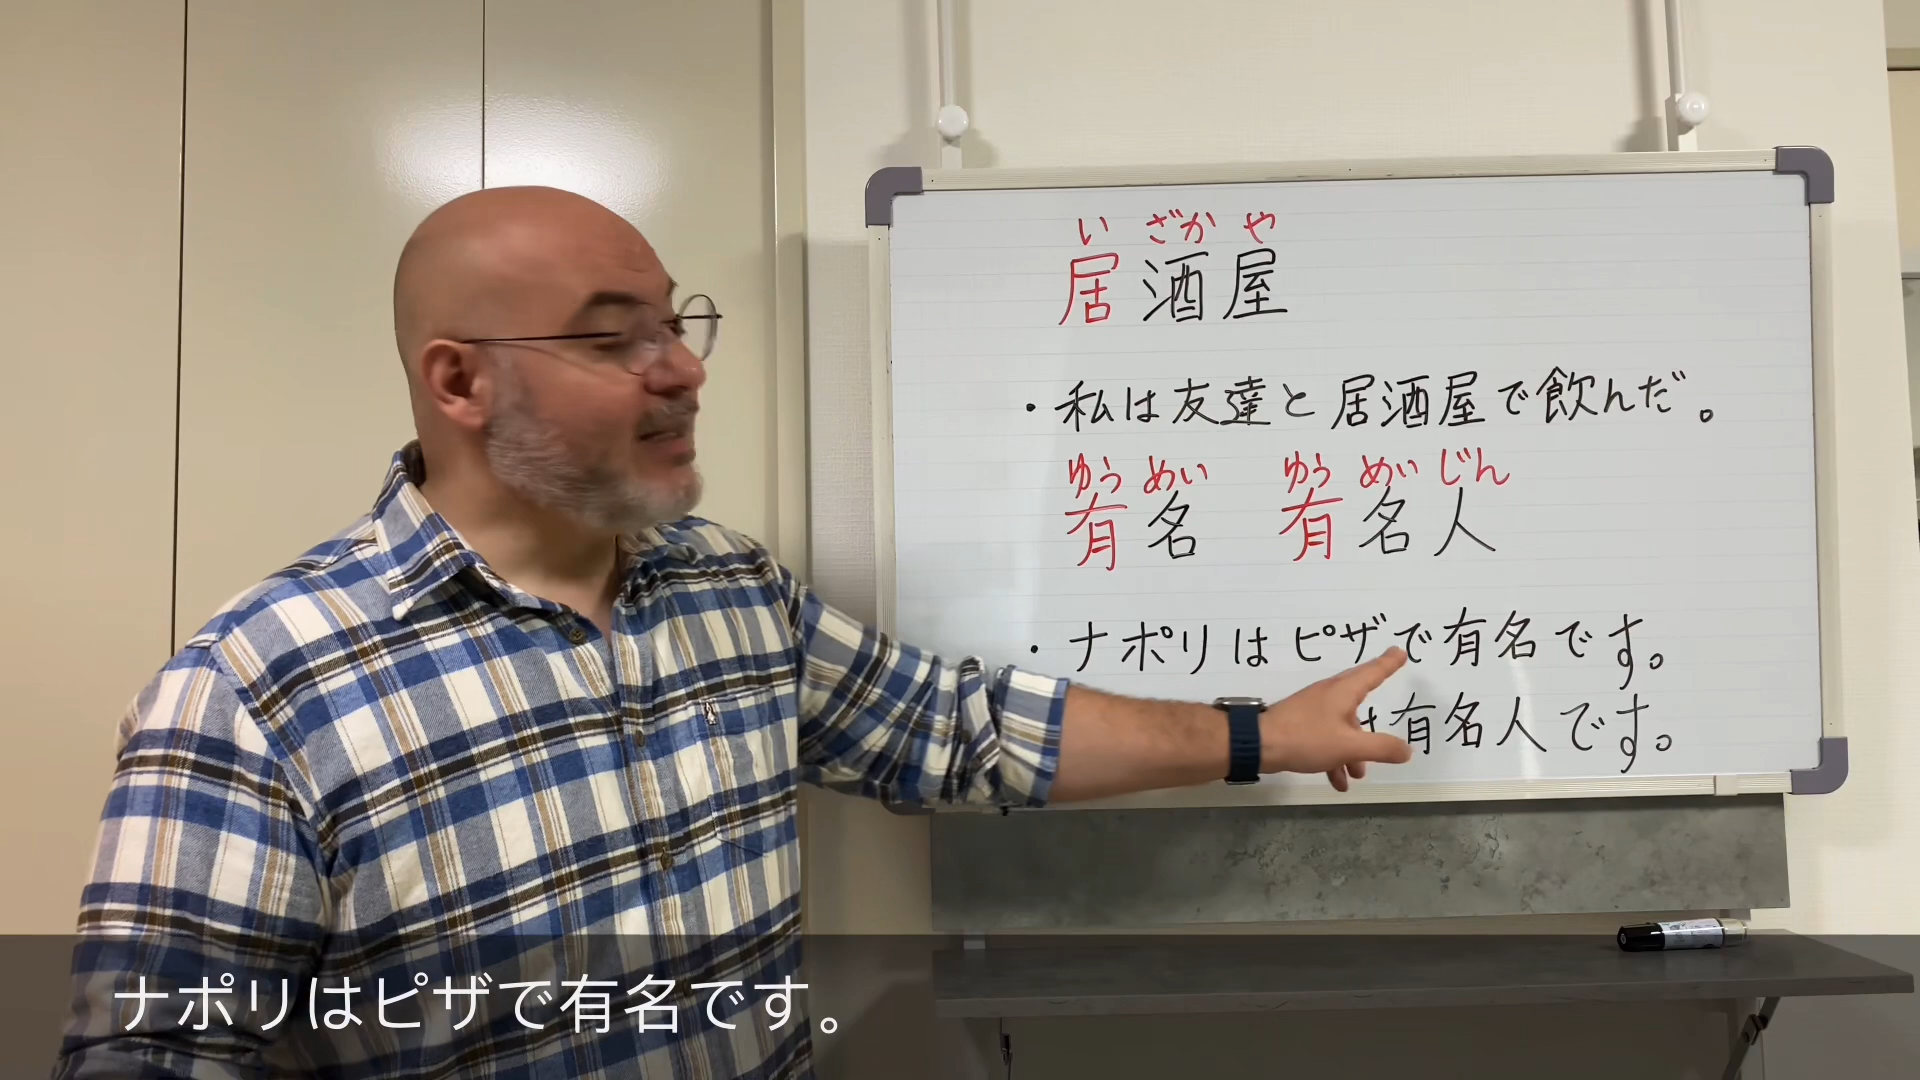 い ざか や
居酒屋
・私は友達と居酒屋で飲んだ。
ゆう めい ゆう めい じん
有名 有名人
・ナポリはピザで有名です。
は有名人です。
ナポリはピザで有名です。